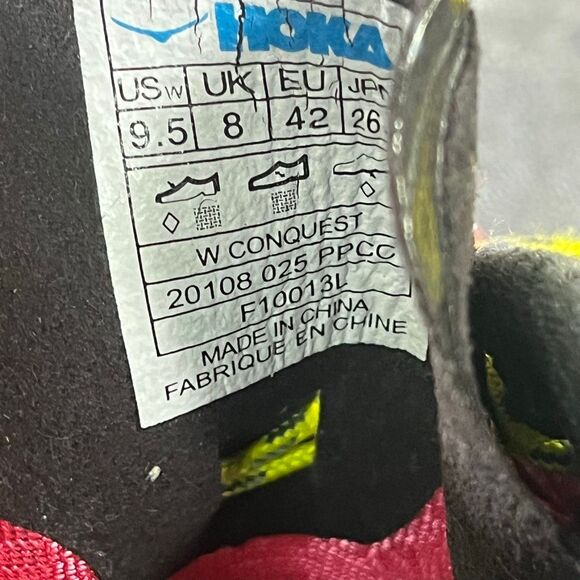 HOKA
USW UK EU JPN
9.5 8 42 26
W CONQUEST
20108 025 PPCC
F10013L
MADE IN CHINA
FABRIQUE EN CHINE